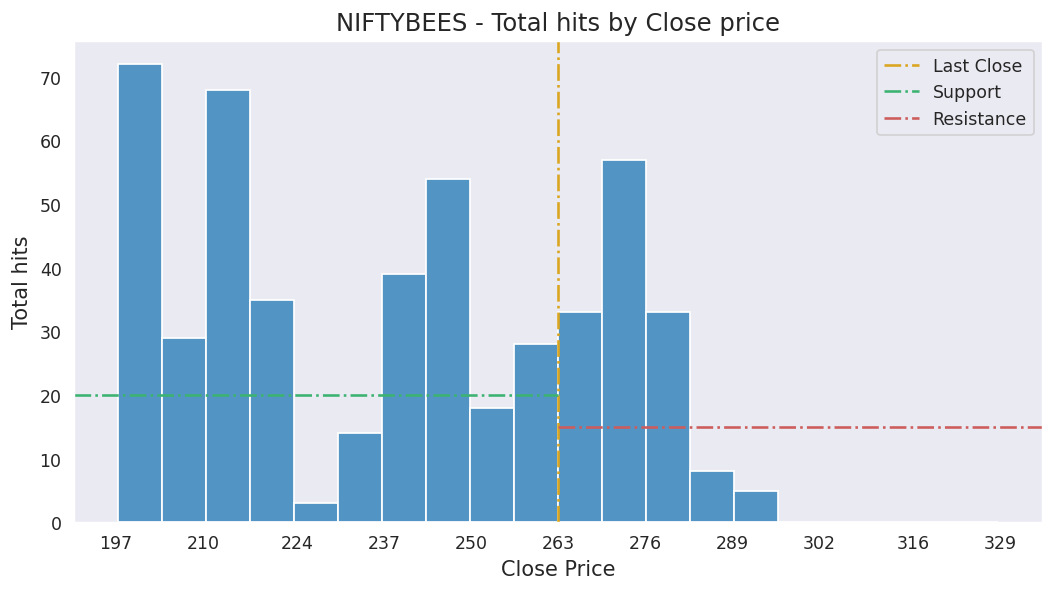 NIFTYBEES - Total hits by Close price
Last Close
Support
Resistance
Total hits
70
60
50
40
30
20
10
0
197 210 224 237 250 263 276 289 302 316 329
Close Price